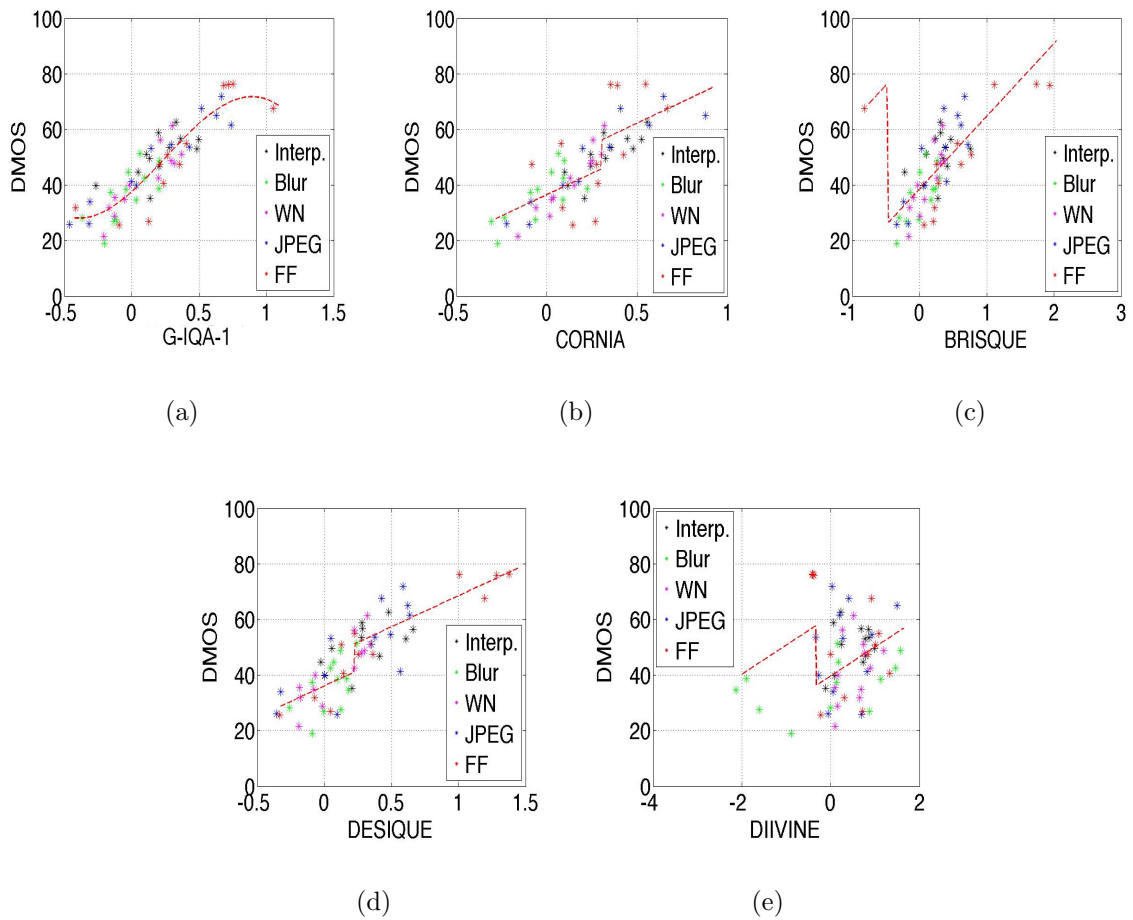 100
80
60
40
20
0
DMOS
-0.5 0 0.5 1 1.5
G-IQA-1
Interp.
Blur
WN
JPEG
FF
(a)
100
80
60
40
20
0
DMOS
-0.5 0 0.5 1
CORNIA
Interp.
Blur
WN
JPEG
FF
(b)
100
80
60
40
20
0
DMOS
-1 0 1 2 3
BRISQUE
Interp.
Blur
WN
JPEG
FF
(c)
100
80
60
40
20
0
DMOS
-0.5 0 0.5 1 1.5
DESIQUE
Interp.
Blur
WN
JPEG
FF
(d)
100
80
60
40
20
0
DMOS
-4 -2 0 2
DIIVINE
Interp.
Blur
WN
JPEG
FF
(e)